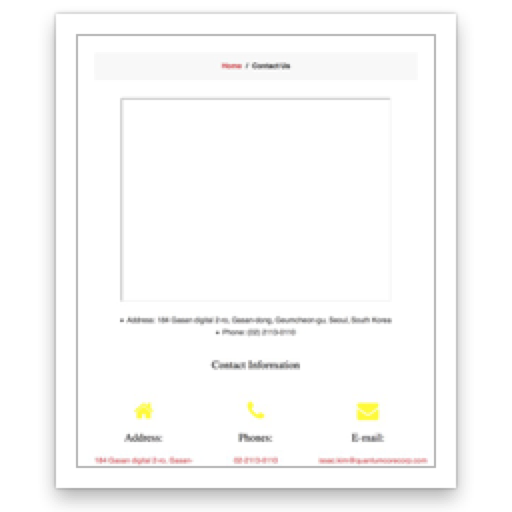 Home / Contact Us
• Address: 184 Gasan digital 2-ro, Gasan-dong, Geumcheon-gu, Seoul, South Korea
• Phone: (02) 2113-0110
Contact Information
Address: Phones: E-mail:
184 Gasan digital 2-ro, Gasan- 02-2113-0110 isaac.kim@quantumcorecorp.com